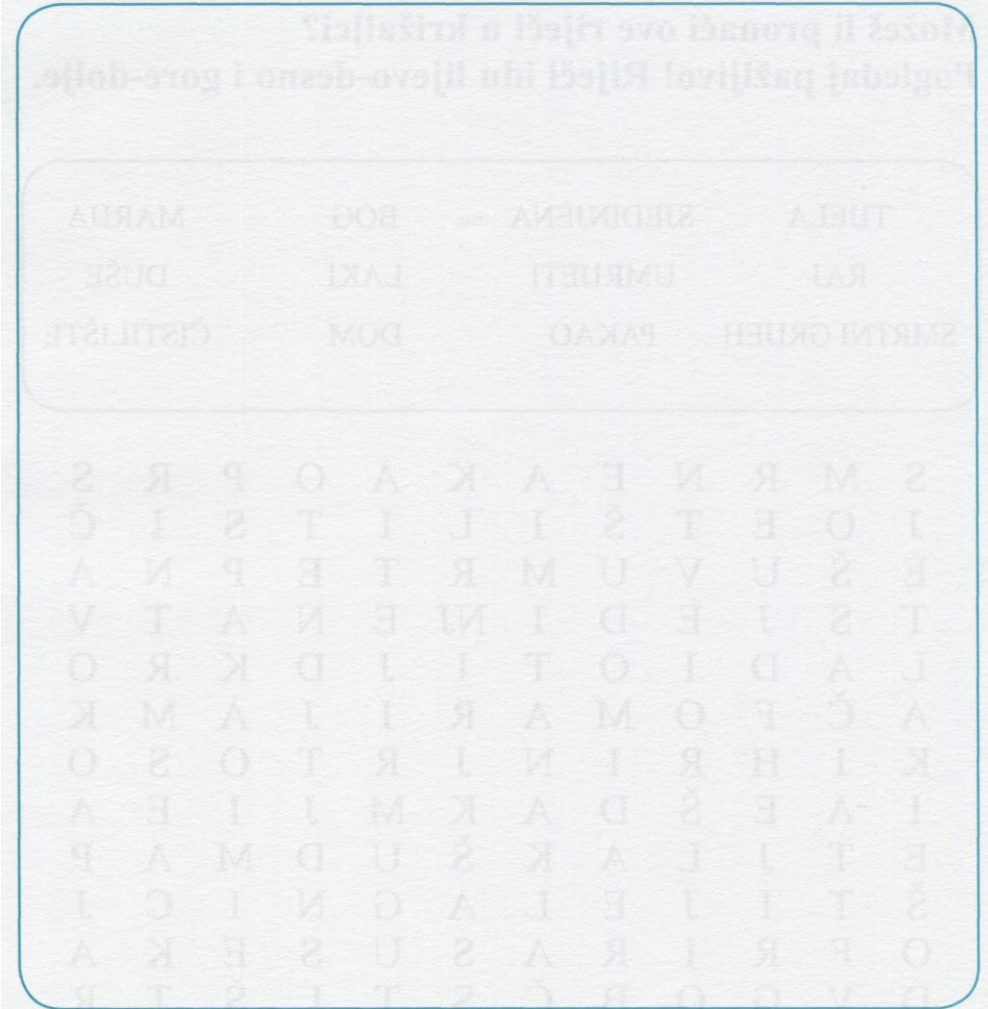 Možeš li pronaći ove riječi u križaljci?
Pogledaj pažljivo! Riječi idu lijevo-desno i gore-dolje.
TIJELA SJEDINJENA BOG MARIJA
RAJ UMRIJETI LAKI DUŠE
SMRTNI GRIJEH PAKAO DOM ČISTILIŠTE
S M R N E A K A O P R S
J O E T Š I L I T S I Č
E Š U V U M R T E P N A
T S J E D I NJ E N A T V
L A D I O T I J D K R O
A Č F O M A R I J A M K
K I H R I N J R T O S O
I A E Š D A K M J I E A
E T J L A K Š U D M A P
Š T I J E L A G N I C J
O F R I R A S U S E K A
D V G O B Č S T I Š T R